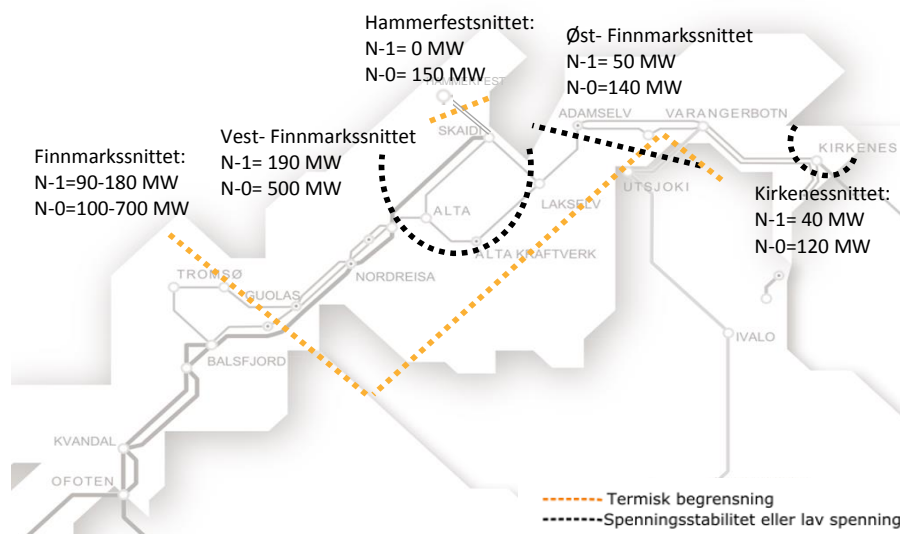 Hammerfestsnittet:
N-1= 0 MW
N-0= 150 MW
HAMMERFEST
Øst- Finnmarkssnittet
N-1= 50 MW
N-0=140 MW
ADAMSELV
VARANGERBOTN
SKAIDI
Vest- Finnmarkssnittet
N-1= 190 MW
N-0= 500 MW
Finnmarkssnittet:
N-1=90-180 MW
N-0=100-700 MW
KIRKENES
Kirkenessnittet:
N-1= 40 MW
N-0=120 MW
UTSJOKI
LAKSELV
ALTA
ALTA KRAFTVERK
NORDREISA
TROMSØ
GUOLAS
IVALO
BALSFJORD
KVANDAL
OFOTEN
Termisk begrensning
Spenningsstabilitet eller lav spenning